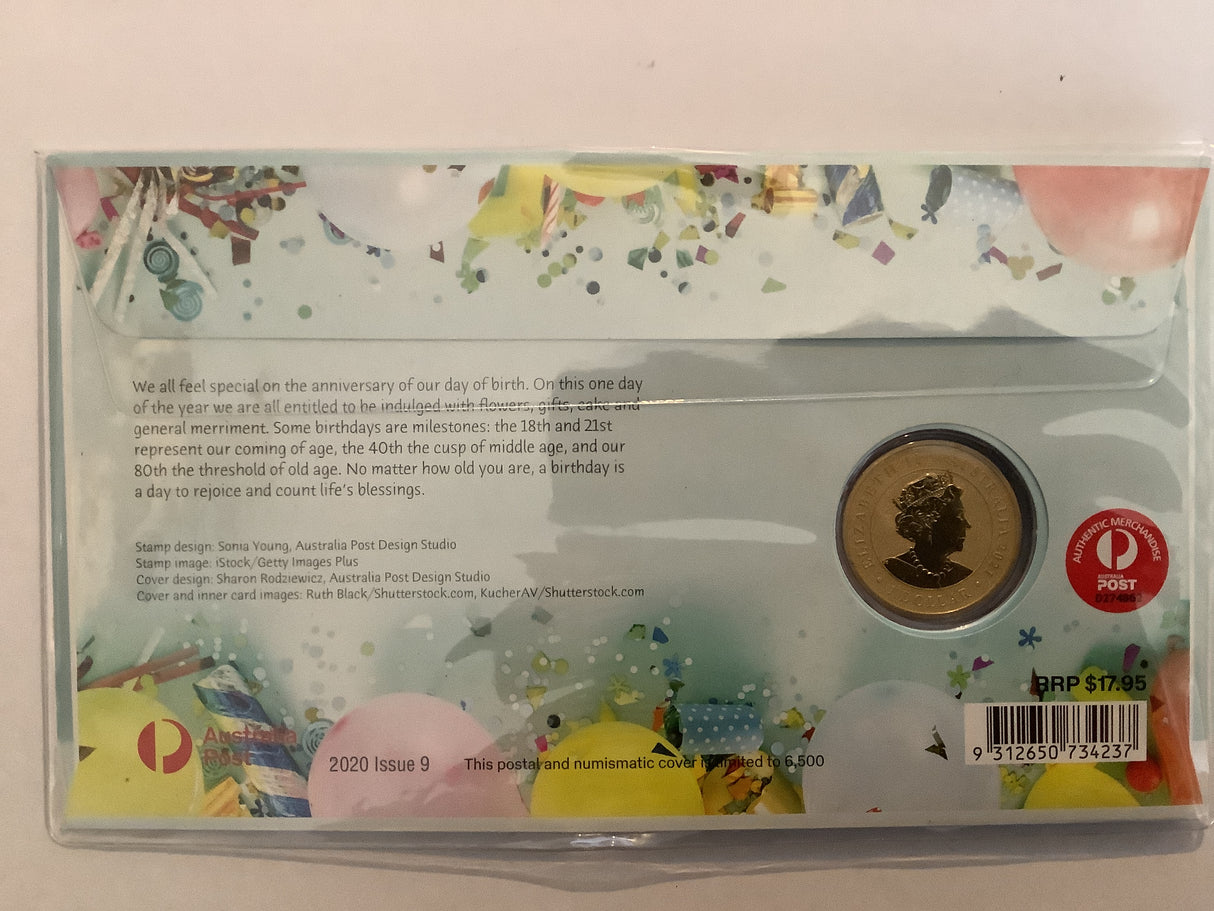 We all feel special on the anniversary of our day of birth. On this one day
of the year we are all entitled to be indulged with flowers, gifts, cake and
general merriment. Some birthdays are milestones: the 18th and 21st
represent our coming of age, the 40th the cusp of middle age, and our
80th the threshold of old age. No matter how old you are, a birthday is
a day to rejoice and count life's blessings.
Stamp design: Sonia Young, Australia Post Design Studio
Stamp image: iStock/Getty Images Plus
Cover design: Sharon Rodziewicz, Australia Post Design Studio
Cover and inner card images: Ruth Black/Shutterstock.com, KucherAV/Shutterstock.com
ELIZABETH II AUSTRALIA 2021
1 DOLLAR
AUTHENTIC MERCHANDISE
AUSTRALIA
POST
RRP $17.95
9 312650 734237
Australia
Post
2020 Issue 9
This postal and numismatic cover is limited to 6,500